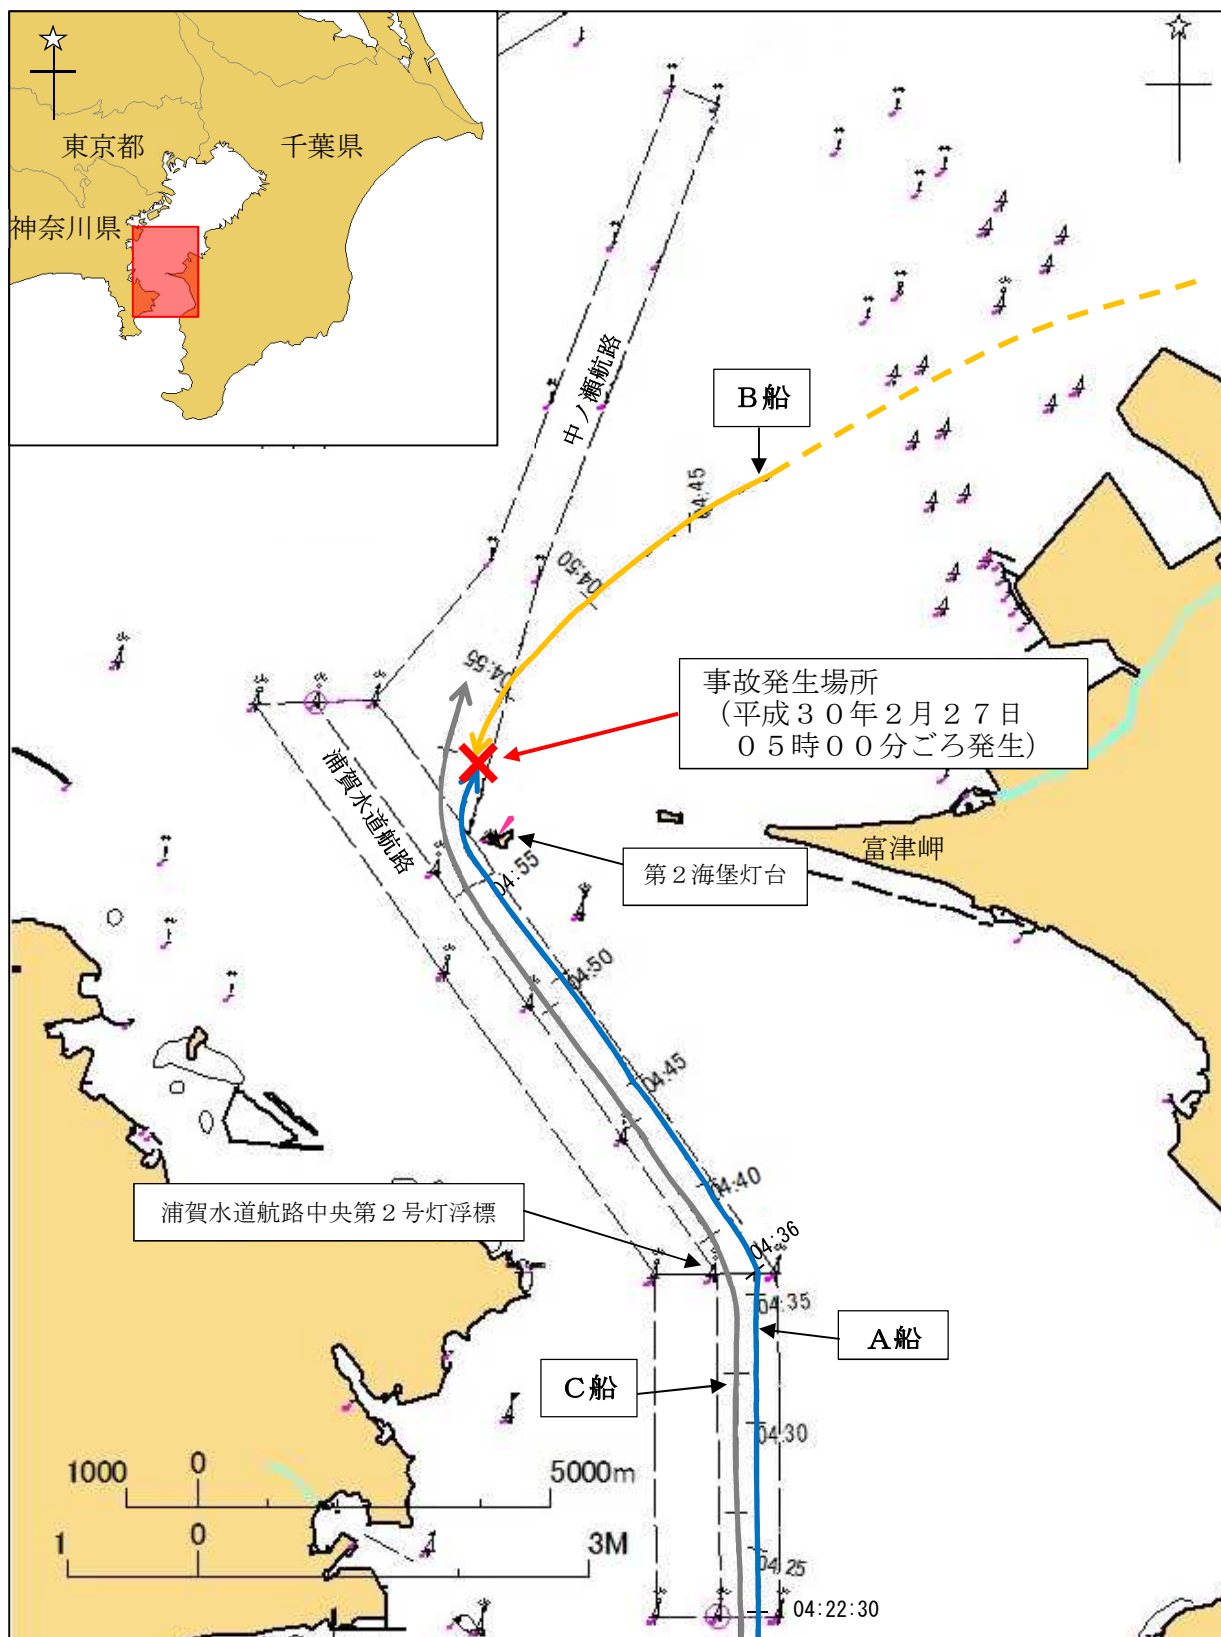 東京都
千葉県
神奈川県
中ノ瀬航路
B船
04:45
04:50
04:55
事故発生場所
(平成30年2月27日
05時00分ごろ発生)
浦賀水道航路
富津岬
第2海堡灯台
04:55
04:50
04:45
04:40
浦賀水道航路中央第2号灯浮標
04:36
04:35
A船
C船
04:30
1000
0
5000m
1
0
3M
04:25
04:22:30